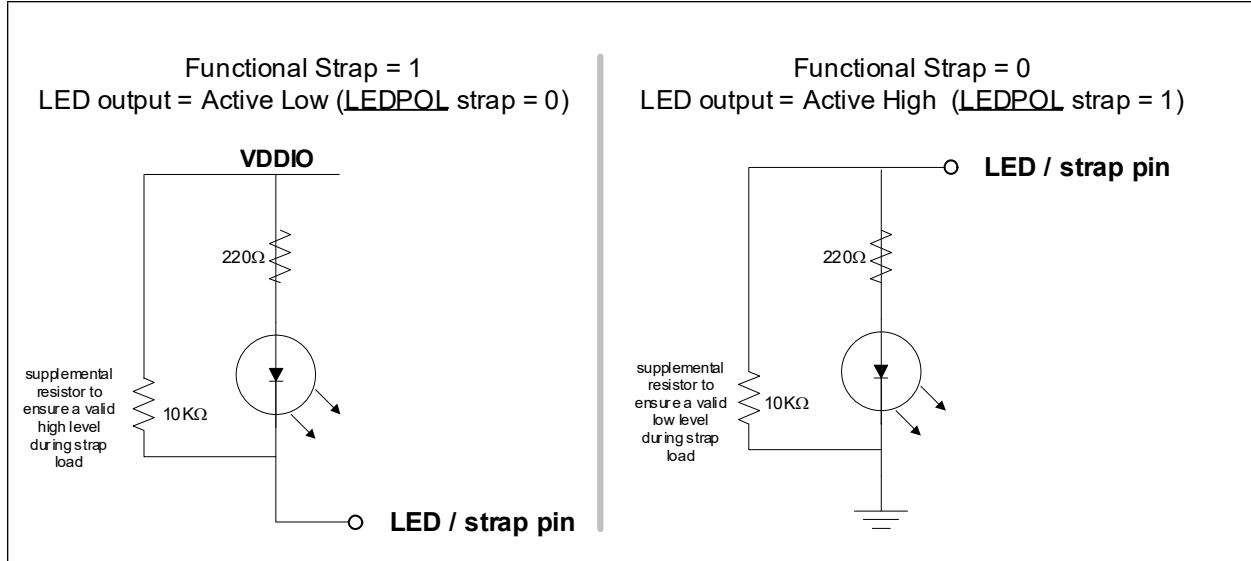 Functional Strap = 1
LED output = Active Low (LEDPOL strap = 0)
VDDIO
220Ω
supplemental
resistor to
ensure a valid
high level
during strap
load
10KΩ
LED / strap pin
Functional Strap = 0
LED output = Active High (LEDPOL strap = 1)
LED / strap pin
220Ω
supplemental
resistor to
ensure a valid
low level
during strap
load
10KΩ